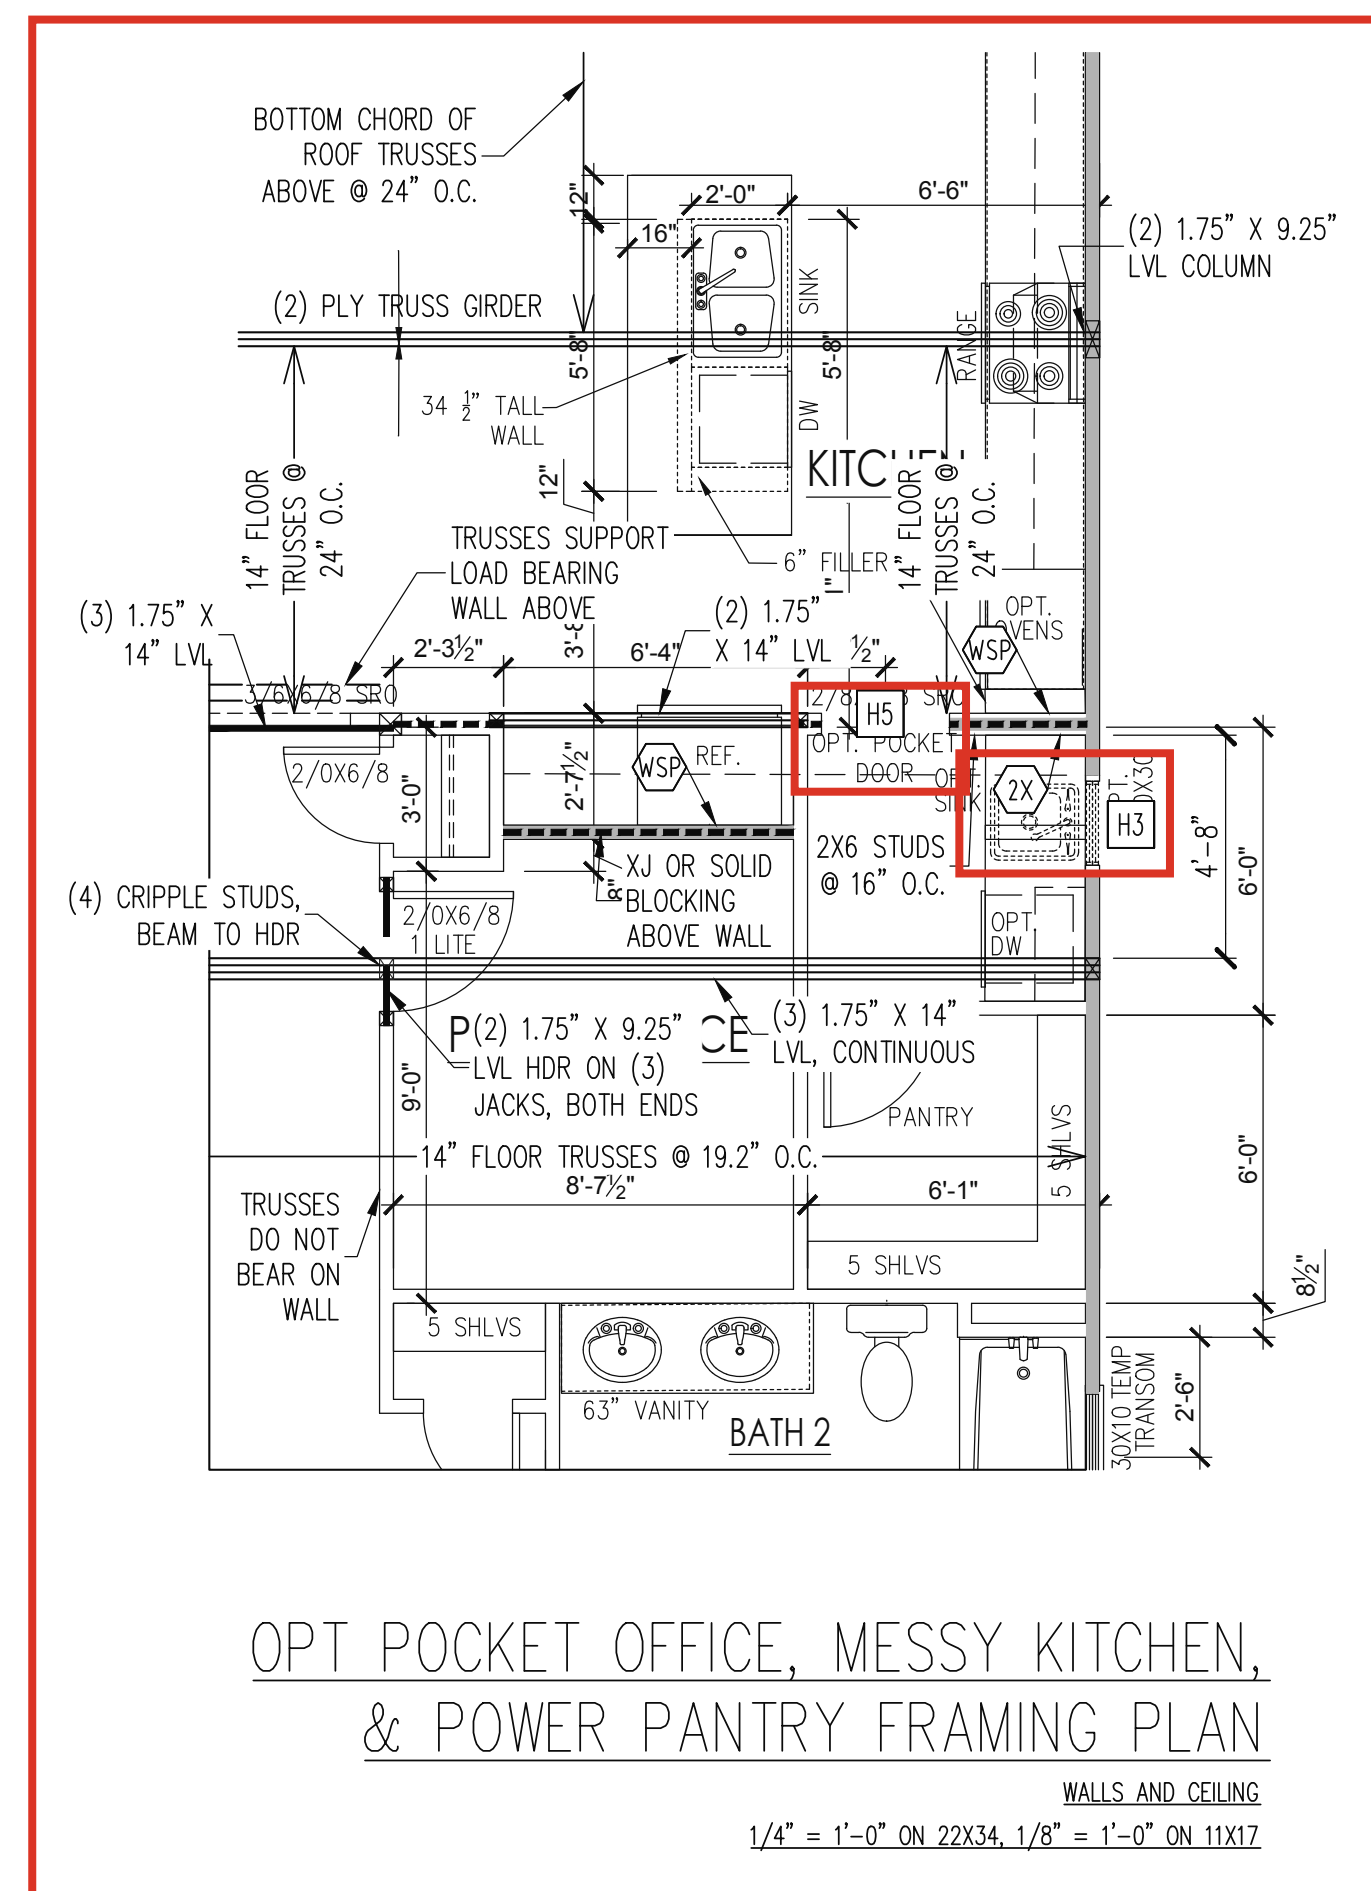 BOTTOM CHORD OF
ROOF TRUSSES
ABOVE @ 24" O.C.
12"
2'-0"
6'-6"
16"
(2) 1.75" X 9.25"
LVL COLUMN
SINK
(2) PLY TRUSS GIRDER
5'-8"
5'-8"
RANGE
34 ½" TALL
WALL
DW
KITCHEN
12"
14" FLOOR
TRUSSES @
24" O.C.
14" FLOOR
TRUSSES @
24" O.C.
TRUSSES SUPPORT
LOAD BEARING
WALL ABOVE
6" FILLER
(3) 1.75" X
14" LVL
(2) 1.75"
X 14" LVL
OPT.
OVENS
WSP
2'-3½"
6'-4"
½"
3'-8
1"
3/6X6/8 SRO
H5
OPT. POCKET
DOOR
2/0X6/8
3'-0"
2'-7½"
WSP
REF.
OPT.
SINK
2X
H3
4'-8"
6'-0"
2X6 STUDS
@ 16" O.C.
XJ OR SOLID
BLOCKING
ABOVE WALL
8"
(4) CRIPPLE STUDS,
BEAM TO HDR
2/0X6/8
1 LITE
OPT.
DW
P
CE
(2) 1.75" X 9.25"
LVL HDR ON (3)
JACKS, BOTH ENDS
(3) 1.75" X 14"
LVL, CONTINUOUS
9'-0"
PANTRY
5 SHLVS
14" FLOOR TRUSSES @ 19.2" O.C.
6'-0"
8'-7½"
6'-1"
TRUSSES
DO NOT
BEAR ON
WALL
5 SHLVS
8½"
5 SHLVS
63" VANITY
BATH 2
30X10 TEMP
TRANSOM
2'-6"
OPT POCKET OFFICE, MESSY KITCHEN,
& POWER PANTRY FRAMING PLAN
WALLS AND CEILING
1/4" = 1'-0" ON 22X34, 1/8" = 1'-0" ON 11X17